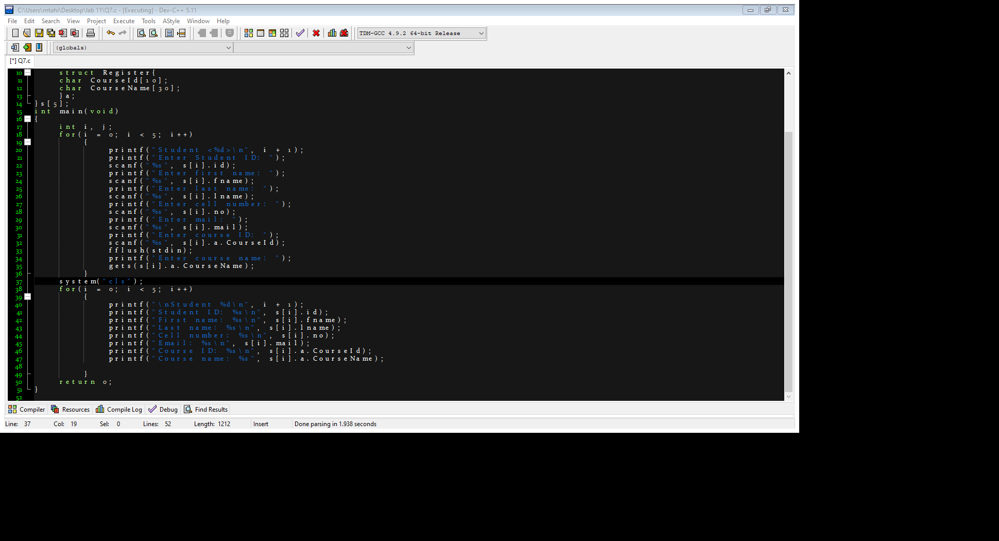 C:\Users\mtahi\Desktop\lab 11\Q7.c - [Executing] - Dev-C++ 5.11
File Edit Search View Project Execute Tools AStyle Window Help
TDM-GCC 4.9.2 64-bit Release
(globals)
[*] Q7.c
10 struct Register{
11 char CourseId[10];
12 char CourseName[30];
13 }a;
14 }s[5];
15 int main(void)
16 {
17 int i, j;
18 for(i = 0; i < 5; i++)
19 {
20 printf("Student <%d>\n", i + 1);
21 printf("Enter Student ID: ");
22 scanf("%s", s[i].id);
23 printf("Enter first name: ");
24 scanf("%s", s[i].fname);
25 printf("Enter last name: ");
26 scanf("%s", s[i].lname);
27 printf("Enter cell number: ");
28 scanf("%s", s[i].no);
29 printf("Enter mail: ");
30 scanf("%s", s[i].mail);
31 printf("Enter course ID: ");
32 scanf("%s", s[i].a.CourseId);
33 fflush(stdin);
34 printf("Enter course name: ");
35 gets(s[i].a.CourseName);
36 }
37 system("cls");
38 for(i = 0; i < 5; i++)
39 {
40 printf("\nStudent %d\n", i + 1);
41 printf("Student ID: %s\n", s[i].id);
42 printf("First name: %s\n", s[i].fname);
43 printf("Last name: %s\n", s[i].lname);
44 printf("Cell number: %s\n", s[i].no);
45 printf("Email: %s\n", s[i].mail);
46 printf("Course ID: %s\n", s[i].a.CourseId);
47 printf("Course name: %s", s[i].a.CourseName);
48
49 }
50 return 0;
51 }
52
Compiler Resources Compile Log Debug Find Results
Line: 37 Col: 19 Sel: 0 Lines: 52 Length: 1212 Insert Done parsing in 1.938 seconds